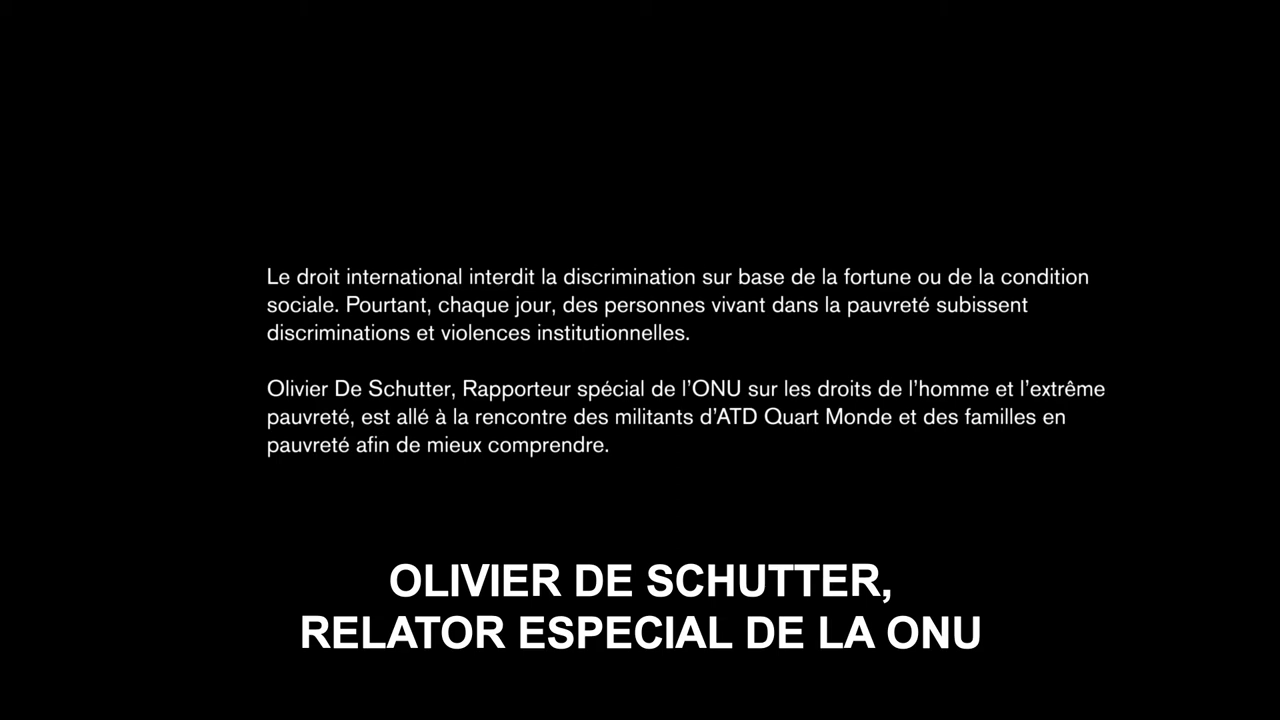 Le droit international interdit la discrimination sur base de la fortune ou de la condition
sociale. Pourtant, chaque jour, des personnes vivant dans la pauvreté subissent
discriminations et violences institutionnelles.
Olivier De Schutter, Rapporteur spécial de l'ONU sur les droits de l'homme et l'extrême
pauvreté, est allé à la rencontre des militants d'ATD Quart Monde et des familles en
pauvreté afin de mieux comprendre.
OLIVIER DE SCHUTTER,
RELATOR ESPECIAL DE LA ONU